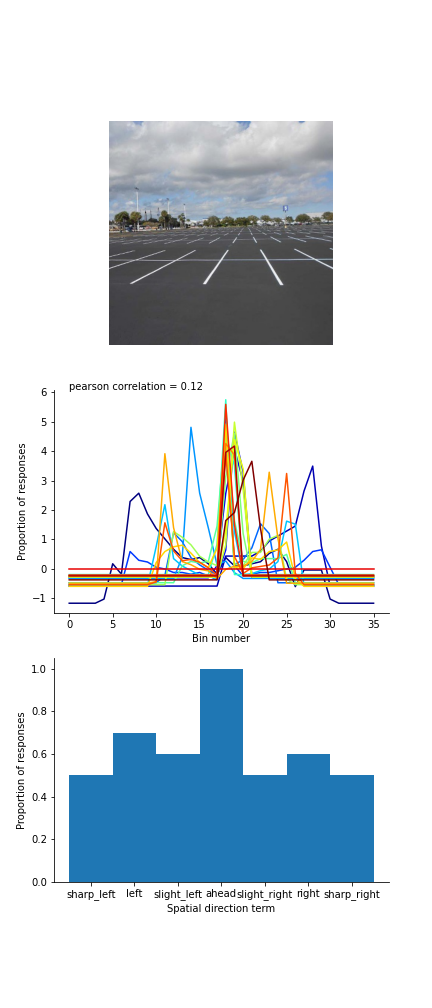 pearson correlation = 0.12
6
5
4
3
2
1
0
−1
Proportion of responses
0 5 10 15 20 25 30 35
Bin number
1.0
0.8
0.6
0.4
0.2
0.0
Proportion of responses
sharp_left left slight_left ahead slight_right right sharp_right
Spatial direction term